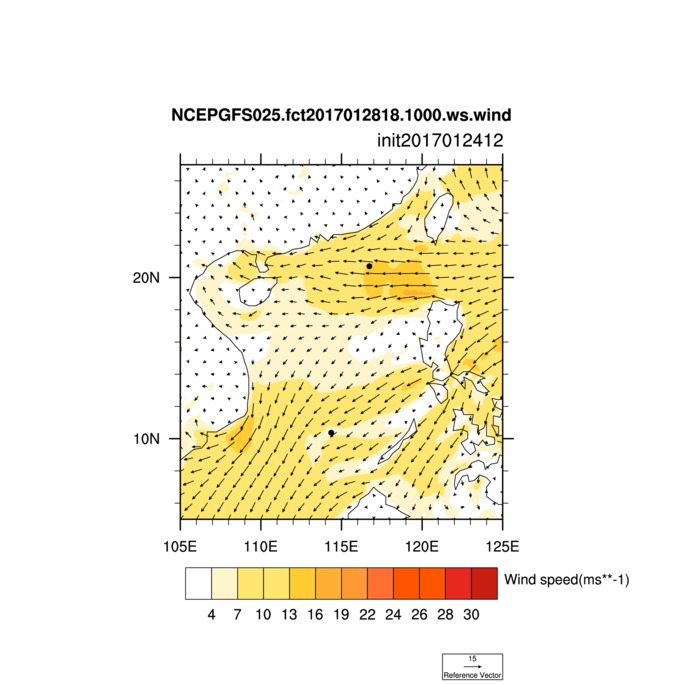 NCEPGFS025.fct2017012818.1000.ws.wind
init2017012412
20N
10N
105E 110E 115E 120E 125E
Wind speed(ms**-1)
4 7 10 13 16 19 22 24 26 28 30
15
Reference Vector